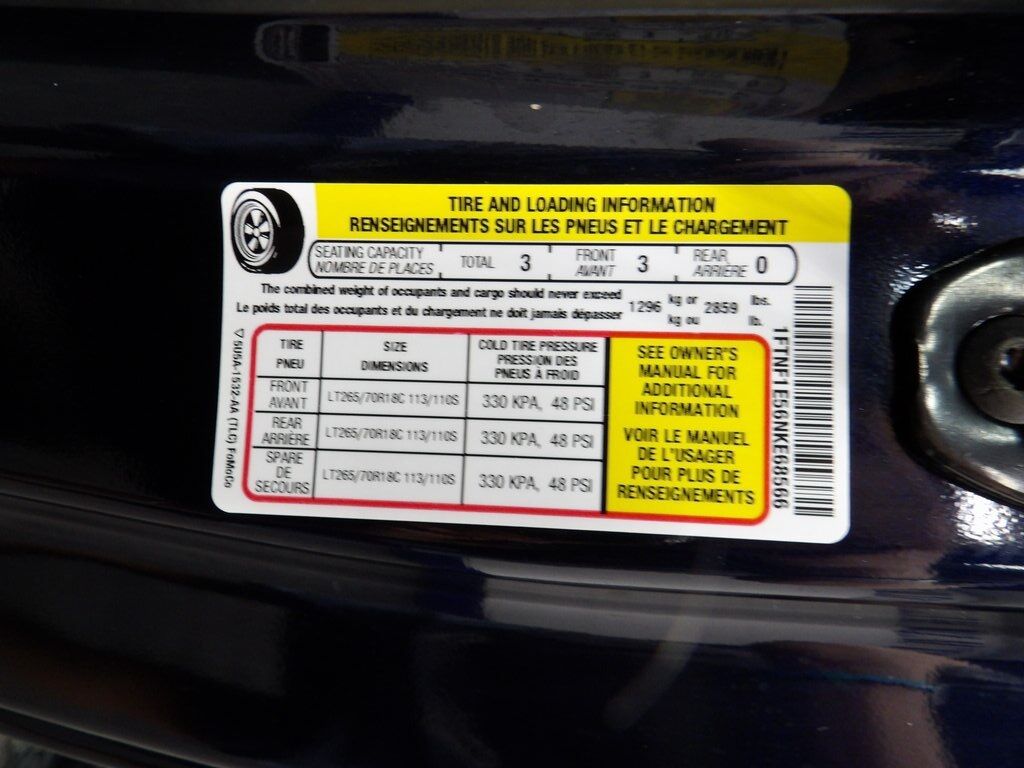 TIRE AND LOADING INFORMATION
RENSEIGNEMENTS SUR LES PNEUS ET LE CHARGEMENT
SEATING CAPACITY TOTAL 3 FRONT 3 REAR 0
NOMBRE DE PLACES AVANT ARRIÈRE
The combined weight of occupants and cargo should never exceed 1296 kg or 2859 lbs.
Le poids total des occupants et du chargement ne doit jamais dépasser kg ou lb.
TIRE SIZE COLD TIRE PRESSURE
PNEU DIMENSIONS PRESSION DES
PNEUS À FROID
FRONT
AVANT LT265/70R18C 113/110S 330 KPA, 48 PSI
REAR
ARRIÈRE LT265/70R18C 113/110S 330 KPA, 48 PSI
SPARE
DE
SECOURS LT265/70R18C 113/110S 330 KPA, 48 PSI
SEE OWNER'S
MANUAL FOR
ADDITIONAL
INFORMATION
VOIR LE MANUEL
DE L'USAGER
POUR PLUS DE
RENSEIGNEMENTS
1FTNF1E56NKE68566
5U5A-1532-AA (TLG) FoMoCo